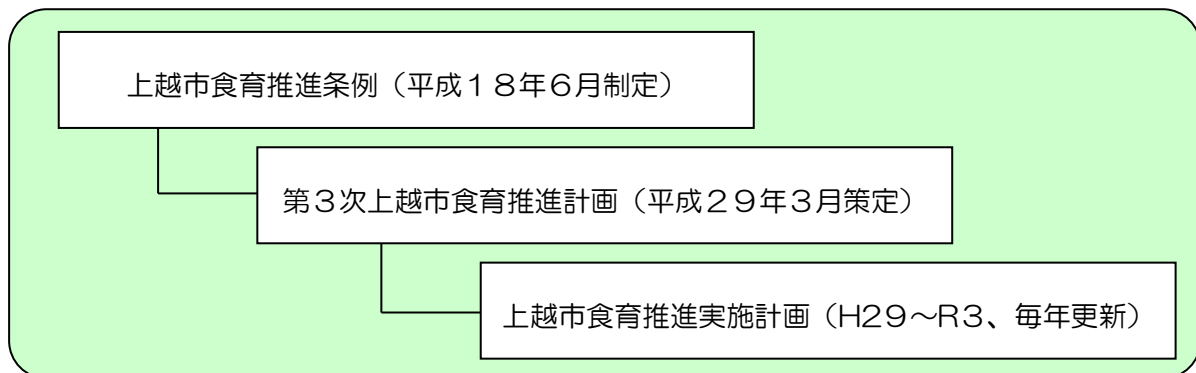 上越市食育推進条例（平成１８年６月制定）
第３次上越市食育推進計画（平成２９年３月策定）
上越市食育推進実施計画（H29～R3、毎年更新）